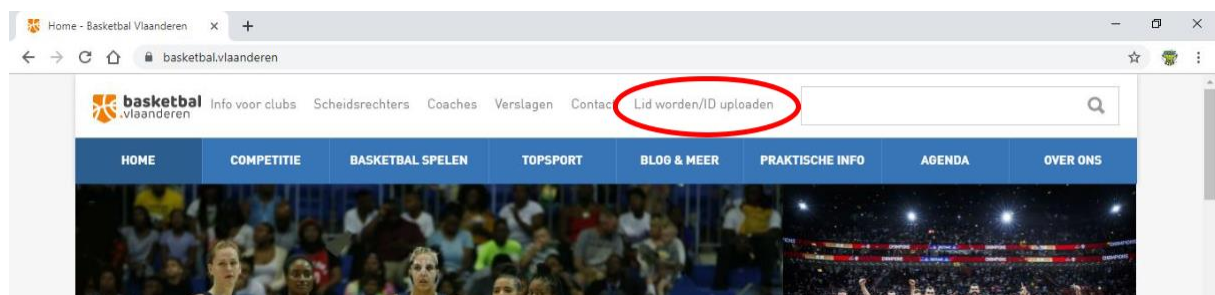 Home - Basketbal Vlaanderen
basketbal.vlaanderen
basketbal
.vlaanderen
Info voor clubs Scheidsrechters Coaches Verslagen Contact Lid worden/ID uploaden
HOME COMPETITIE BASKETBAL SPELEN TOPSPORT BLOG & MEER PRAKTISCHE INFO AGENDA OVER ONS